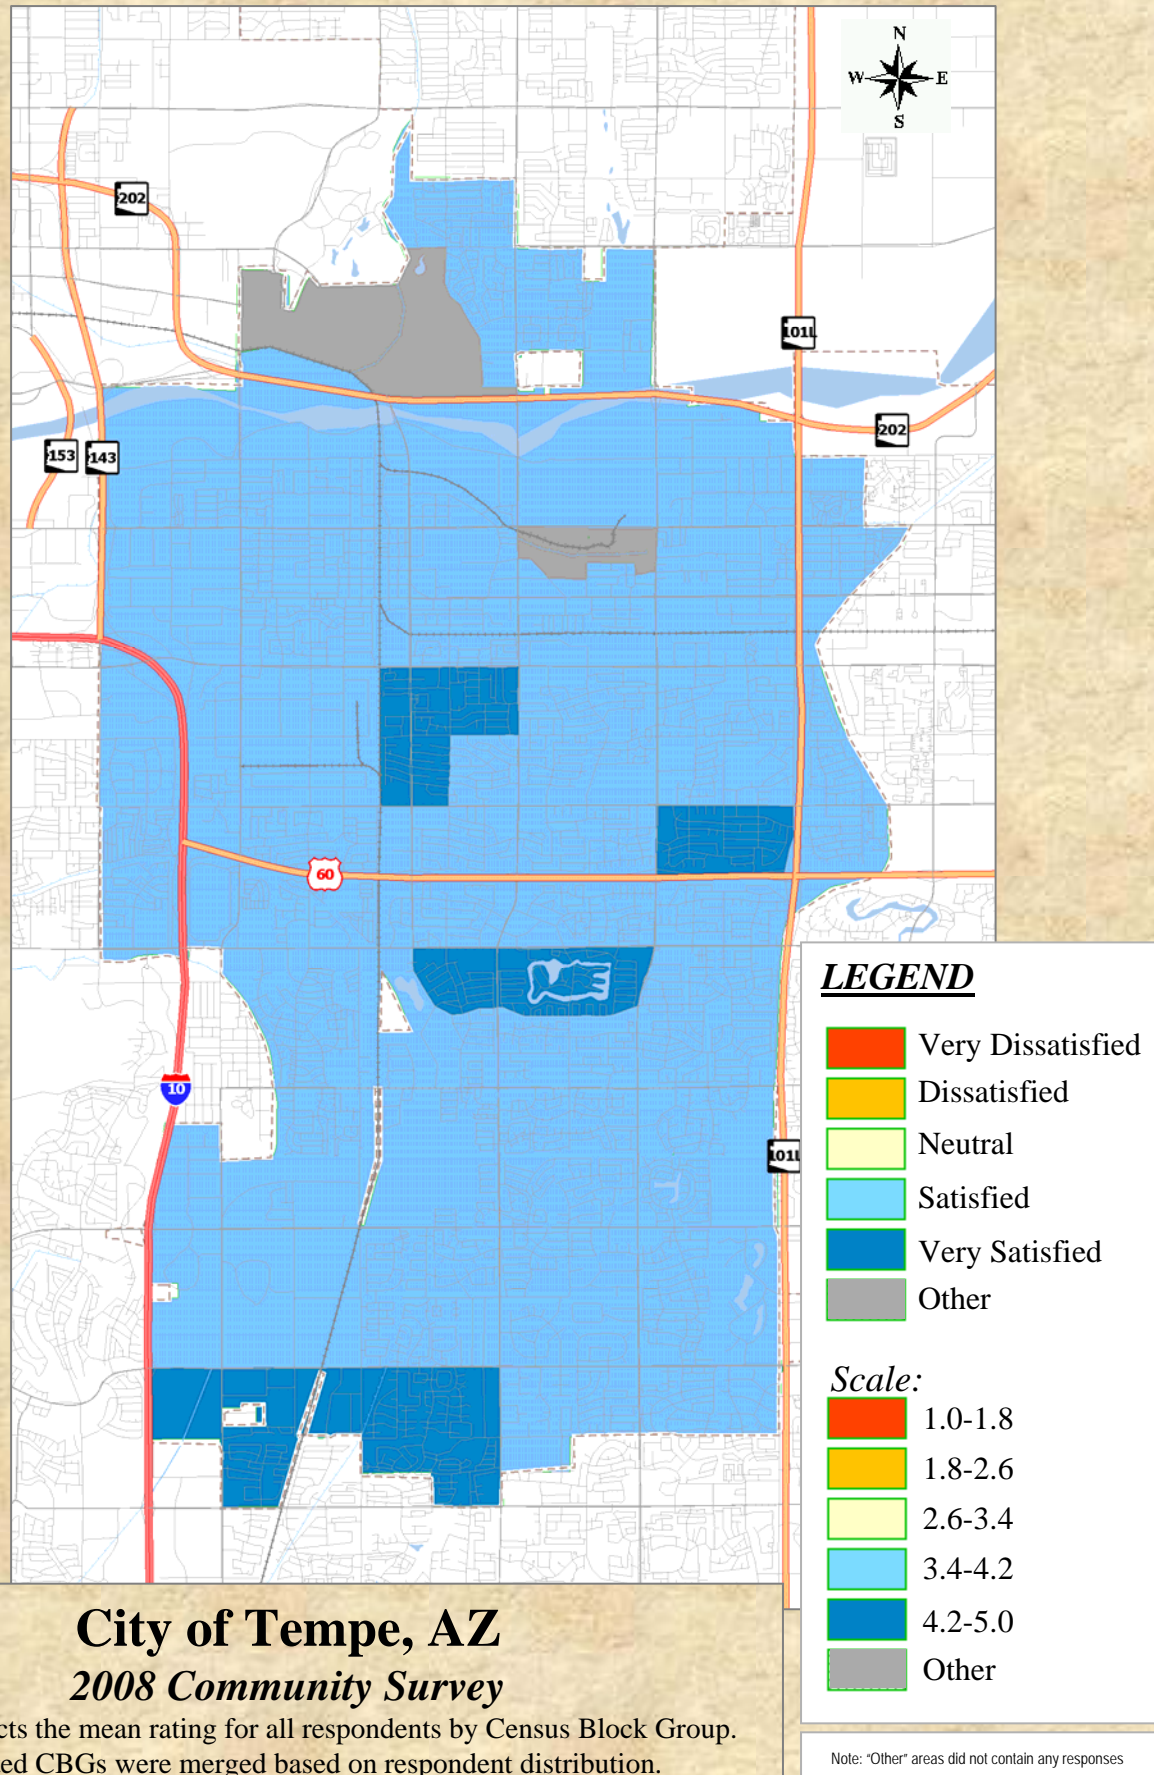 N
W E
S
202
101L
202
153
143
60
10
101L
LEGEND
Very Dissatisfied
Dissatisfied
Neutral
Satisfied
Very Satisfied
Other
Scale:
1.0-1.8
1.8-2.6
2.6-3.4
3.4-4.2
4.2-5.0
Other
City of Tempe, AZ
2008 Community Survey
cts the mean rating for all respondents by Census Block Group.
ed CBGs were merged based on respondent distribution.
Note: "Other" areas did not contain any responses